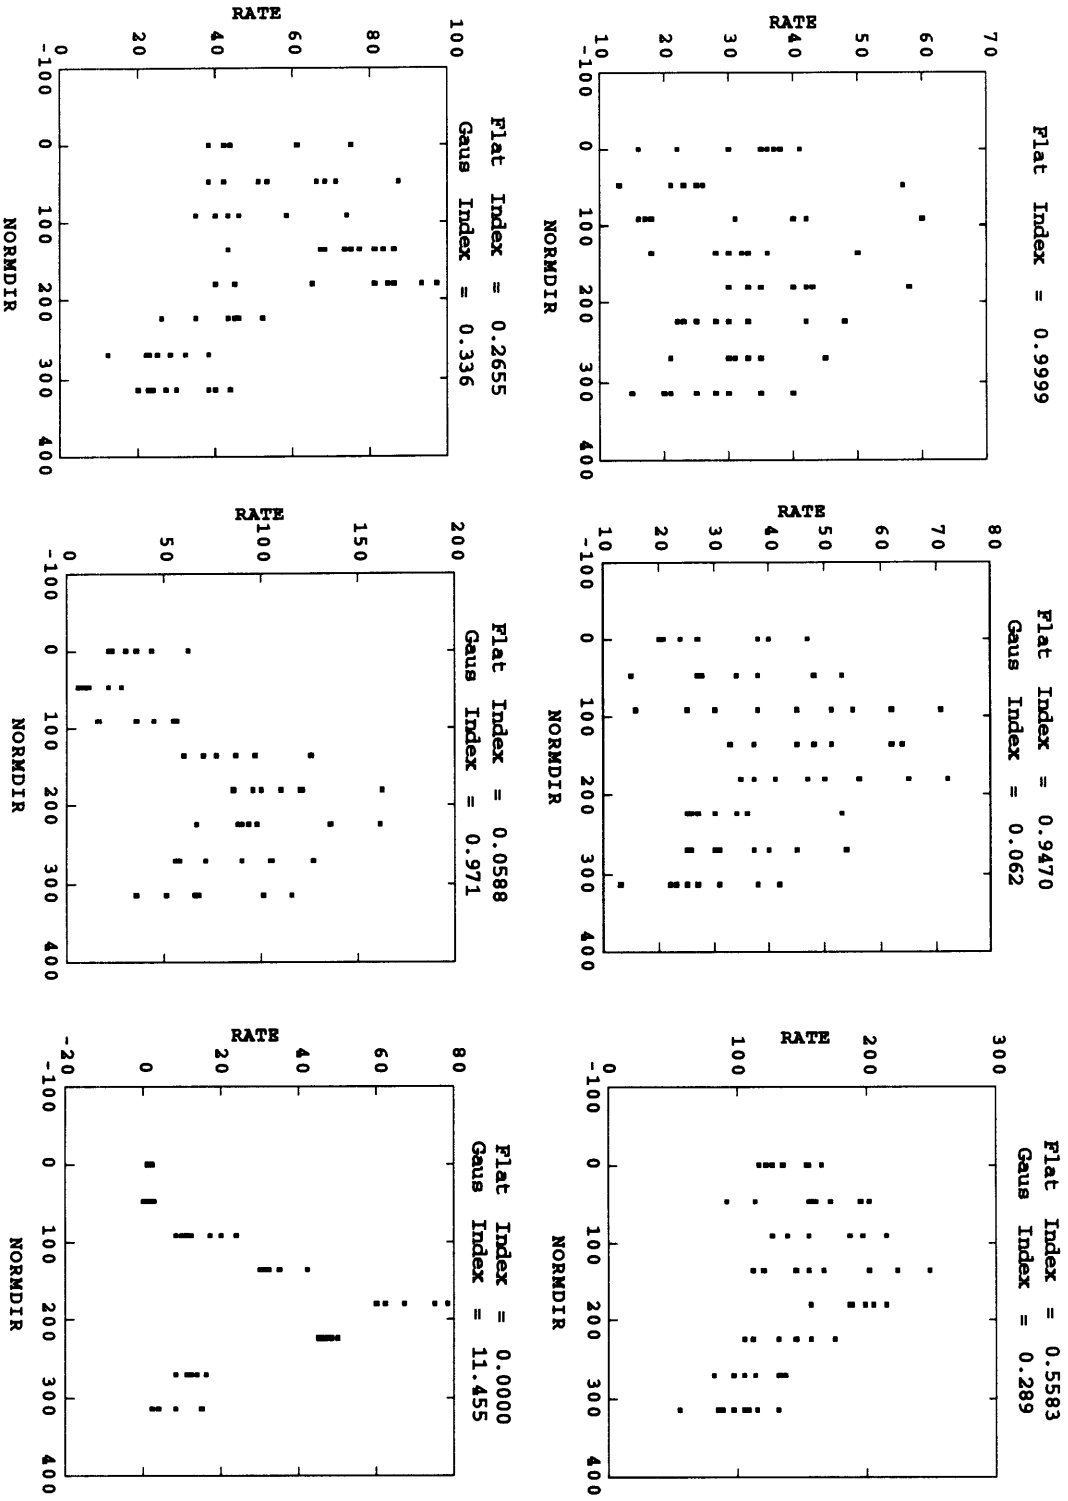 Flat Index = 0.9999
70
60
50
40
30
20
10
RATE
-100 0 100 200 300 400
NORMDIR
Flat Index = 0.9470
Gaus Index = 0.062
80
70
60
50
40
30
20
10
RATE
-100 0 100 200 300 400
NORMDIR
Flat Index = 0.5583
Gaus Index = 0.289
300
200
100
0
RATE
-100 0 100 200 300 400
NORMDIR
Flat Index = 0.2655
Gaus Index = 0.336
100
80
60
40
20
0
RATE
-100 0 100 200 300 400
NORMDIR
Flat Index = 0.0588
Gaus Index = 0.971
200
150
100
50
0
RATE
-100 0 100 200 300 400
NORMDIR
Flat Index = 0.0000
Gaus Index = 11.455
80
60
40
20
0
-20
RATE
-100 0 100 200 300 400
NORMDIR